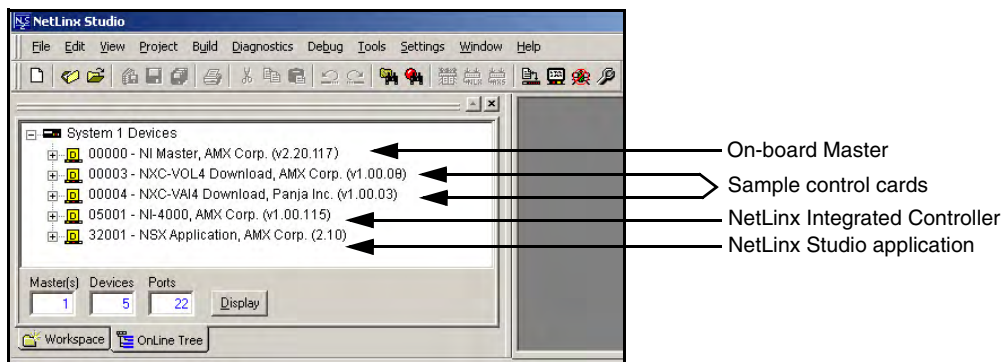 NetLinx Studio
File Edit View Project Build Diagnostics Debug Tools Settings Window Help
System 1 Devices
00000 - NI Master, AMX Corp. (v2.20.117)
00003 - NXC-VOL4 Download, AMX Corp. (v1.00.09)
00004 - NXC-VAI4 Download, Panja Inc. (v1.00.03)
05001 - NI-4000, AMX Corp. (v1.00.115)
32001 - NSX Application, AMX Corp. (2.10)
On-board Master
Sample control cards
NetLinx Integrated Controller
NetLinx Studio application
Master(s) Devices Ports
1 5 22 Display
Workspace OnLine Tree